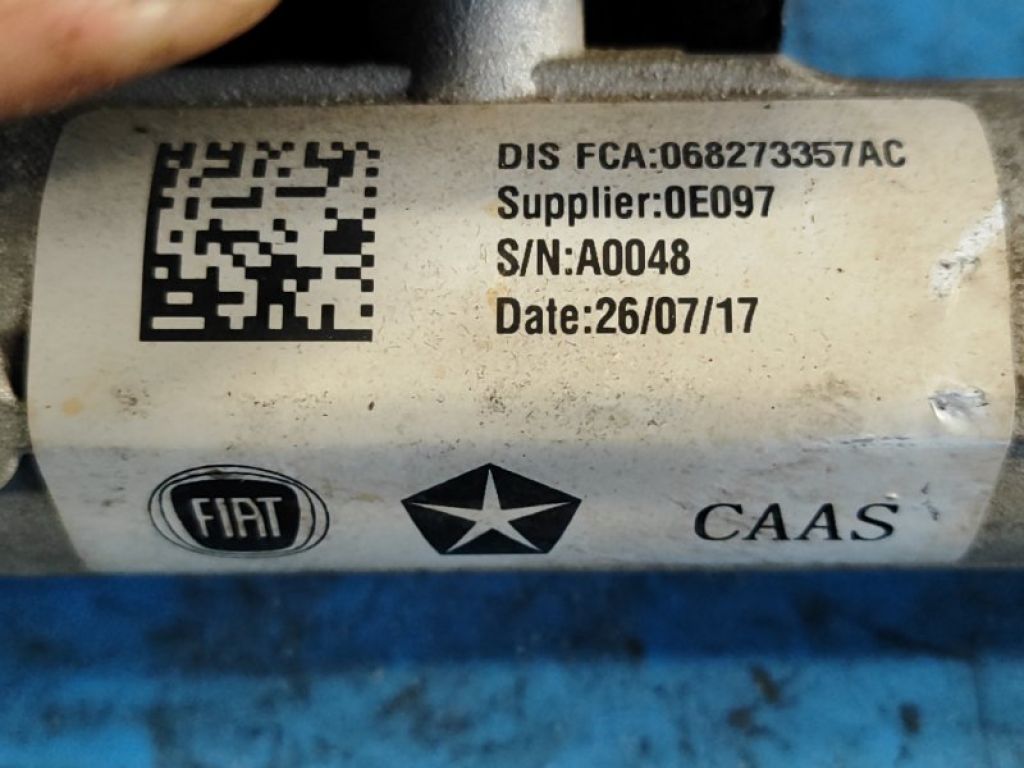 DIS FCA:068273357AC
Supplier:0E097
S/N:A0048
Date:26/07/17
FIAT
CAAS